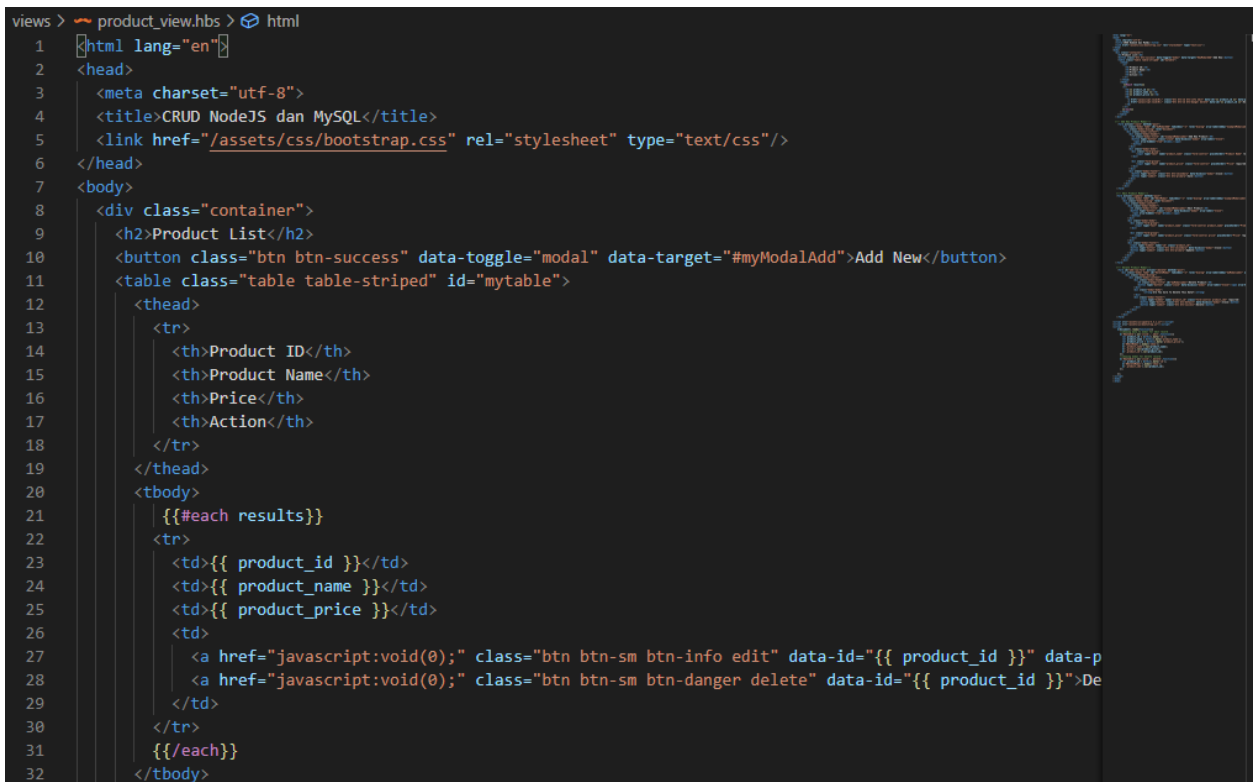 views > product_view.hbs > html
1 <html lang="en">
2 <head>
3 <meta charset="utf-8">
4 <title>CRUD NodeJS dan MySQL</title>
5 <link href="/assets/css/bootstrap.css" rel="stylesheet" type="text/css"/>
6 </head>
7 <body>
8 <div class="container">
9 <h2>Product List</h2>
10 <button class="btn btn-success" data-toggle="modal" data-target="#myModalAdd">Add New</button>
11 <table class="table table-striped" id="mytable">
12 <thead>
13 <tr>
14 <th>Product ID</th>
15 <th>Product Name</th>
16 <th>Price</th>
17 <th>Action</th>
18 </tr>
19 </thead>
20 <tbody>
21 {{#each results}}
22 <tr>
23 <td>{{ product_id }}</td>
24 <td>{{ product_name }}</td>
25 <td>{{ product_price }}</td>
26 <td>
27 <a href="javascript:void(0);" class="btn btn-sm btn-info edit" data-id="{{ product_id }}" data-p
28 <a href="javascript:void(0);" class="btn btn-sm btn-danger delete" data-id="{{ product_id }}">De
29 </td>
30 </tr>
31 {{/each}}
32 </tbody>